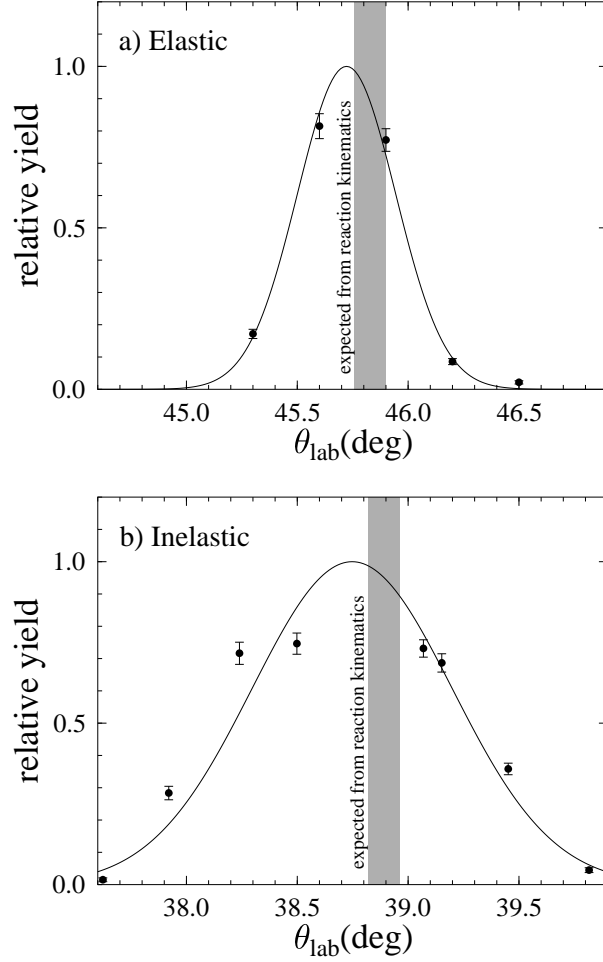 a) Elastic
1.0
0.5
0.0
relative yield
expected from reaction kinematics
45.0 45.5 46.0 46.5
θlab(deg)
b) Inelastic
1.0
0.5
0.0
relative yield
expected from reaction kinematics
38.0 38.5 39.0 39.5
θlab(deg)